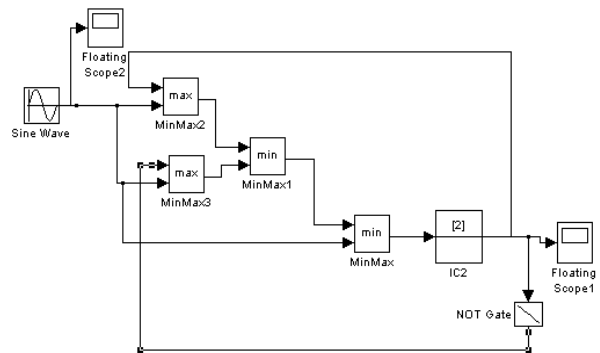 Floating
Scope2
Sine Wave
max
MinMax2
min
MinMax1
max
MinMax3
min
MinMax
[2]
IC2
Floating
Scope1
NOT Gate